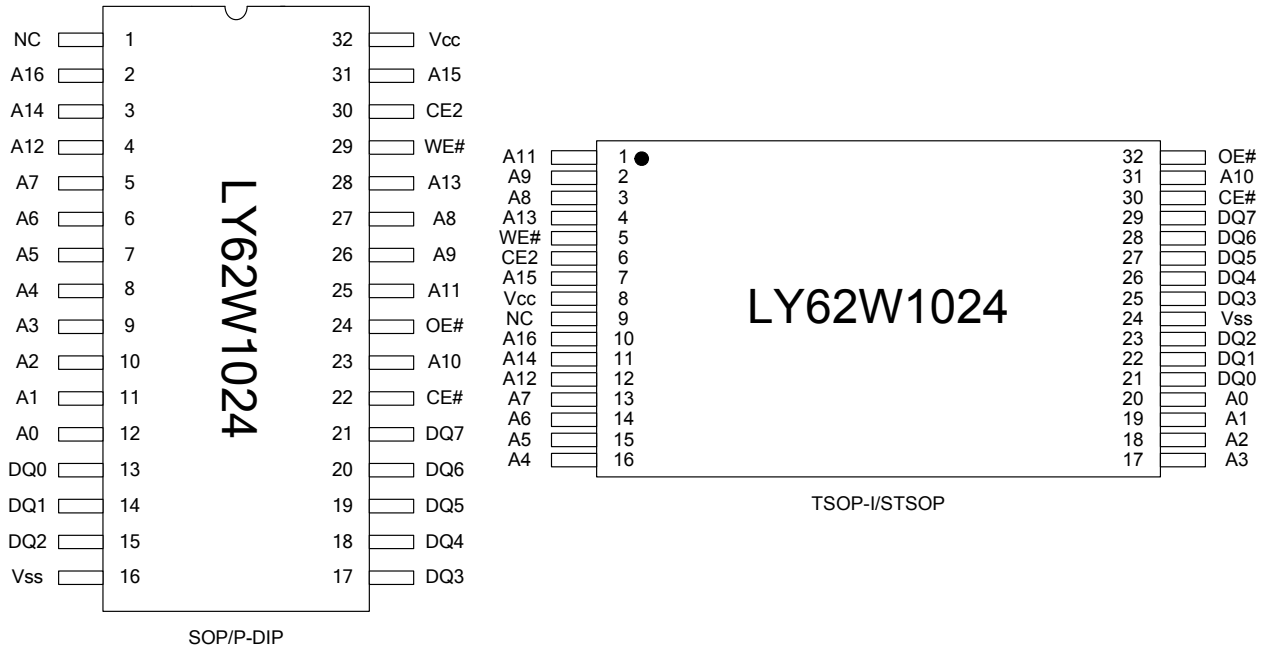 NC 1 32 Vcc
A16 2 31 A15
A14 3 30 CE2
A12 4 29 WE#
A7 5 28 A13
A6 6 27 A8
A5 7 26 A9
A4 8 25 A11
A3 9 24 OE#
A2 10 23 A10
A1 11 22 CE#
A0 12 21 DQ7
DQ0 13 20 DQ6
DQ1 14 19 DQ5
DQ2 15 18 DQ4
Vss 16 17 DQ3
LY62W1024
SOP/P-DIP
A11 1 32 OE#
A9 2 31 A10
A8 3 30 CE#
A13 4 29 DQ7
WE# 5 28 DQ6
CE2 6 27 DQ5
A15 7 26 DQ4
Vcc 8 25 DQ3
NC 9 24 Vss
A16 10 23 DQ2
A14 11 22 DQ1
A12 12 21 DQ0
A7 13 20 A0
A6 14 19 A1
A5 15 18 A2
A4 16 17 A3
LY62W1024
TSOP-I/STSOP